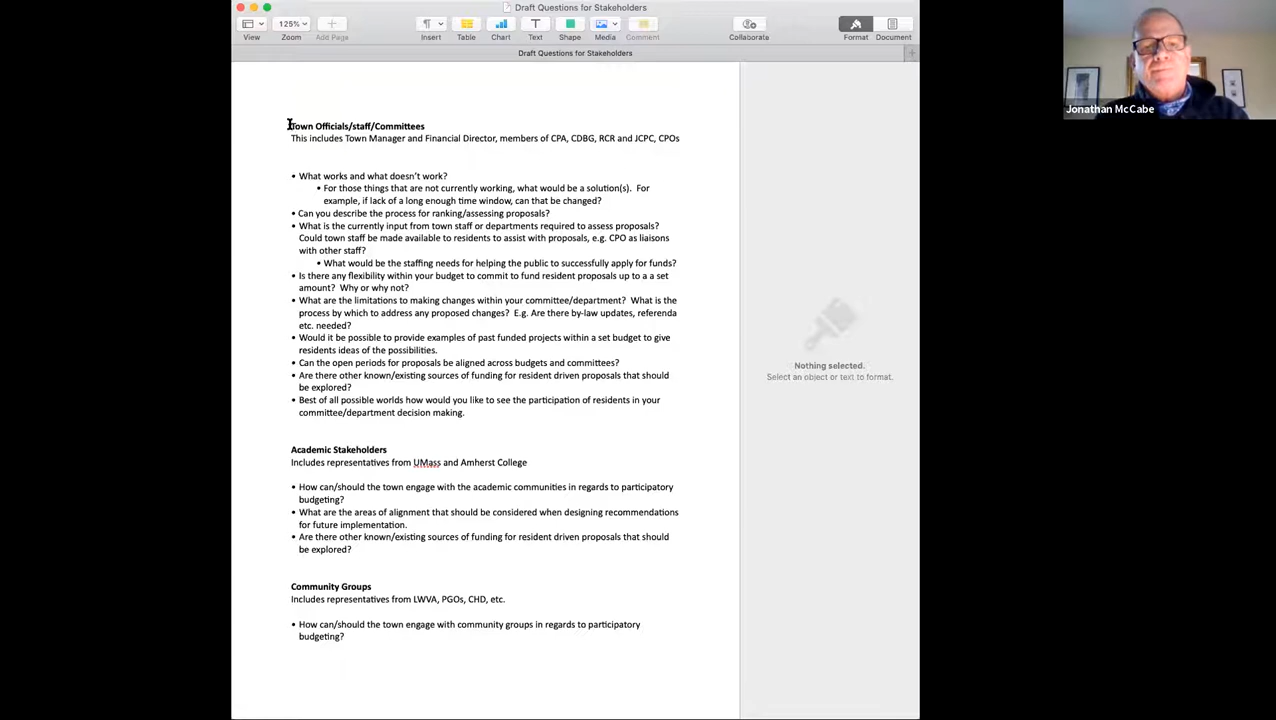 Draft Questions for Stakeholders
125%
View
Zoom
Add Page
Insert
Table
Chart
Text
Shape
Media
Comment
Collaborate
Format
Document
Draft Questions for Stakeholders
Jonathan McCabe
Town Officials/staff/Committees
This includes Town Manager and Financial Director, members of CPA, CDBG, RCR and JCPC, CPOs
• What works and what doesn't work?
• For those things that are not currently working, what would be a solution(s). For
example, if lack of a long enough time window, can that be changed?
• Can you describe the process for ranking/assessing proposals?
• What is the currently input from town staff or departments required to assess proposals?
Could town staff be made available to residents to assist with proposals, e.g. CPO as liaisons
with other staff?
• What would be the staffing needs for helping the public to successfully apply for funds?
• Is there any flexibility within your budget to commit to fund resident proposals up to a a set
amount? Why or why not?
• What are the limitations to making changes within your committee/department? What is the
process by which to address any proposed changes? E.g. Are there by-law updates, referenda
etc. needed?
• Would it be possible to provide examples of past funded projects within a set budget to give
residents ideas of the possibilities.
• Can the open periods for proposals be aligned across budgets and committees?
• Are there other known/existing sources of funding for resident driven proposals that should
be explored?
• Best of all possible worlds how would you like to see the participation of residents in your
committee/department decision making.
Academic Stakeholders
Includes representatives from UMass and Amherst College
• How can/should the town engage with the academic communities in regards to participatory
budgeting?
• What are the areas of alignment that should be considered when designing recommendations
for future implementation.
• Are there other known/existing sources of funding for resident driven proposals that should
be explored?
Community Groups
Includes representatives from LWVA, PGOs, CHD, etc.
• How can/should the town engage with community groups in regards to participatory
budgeting?
Nothing selected.
Select an object or text to format.